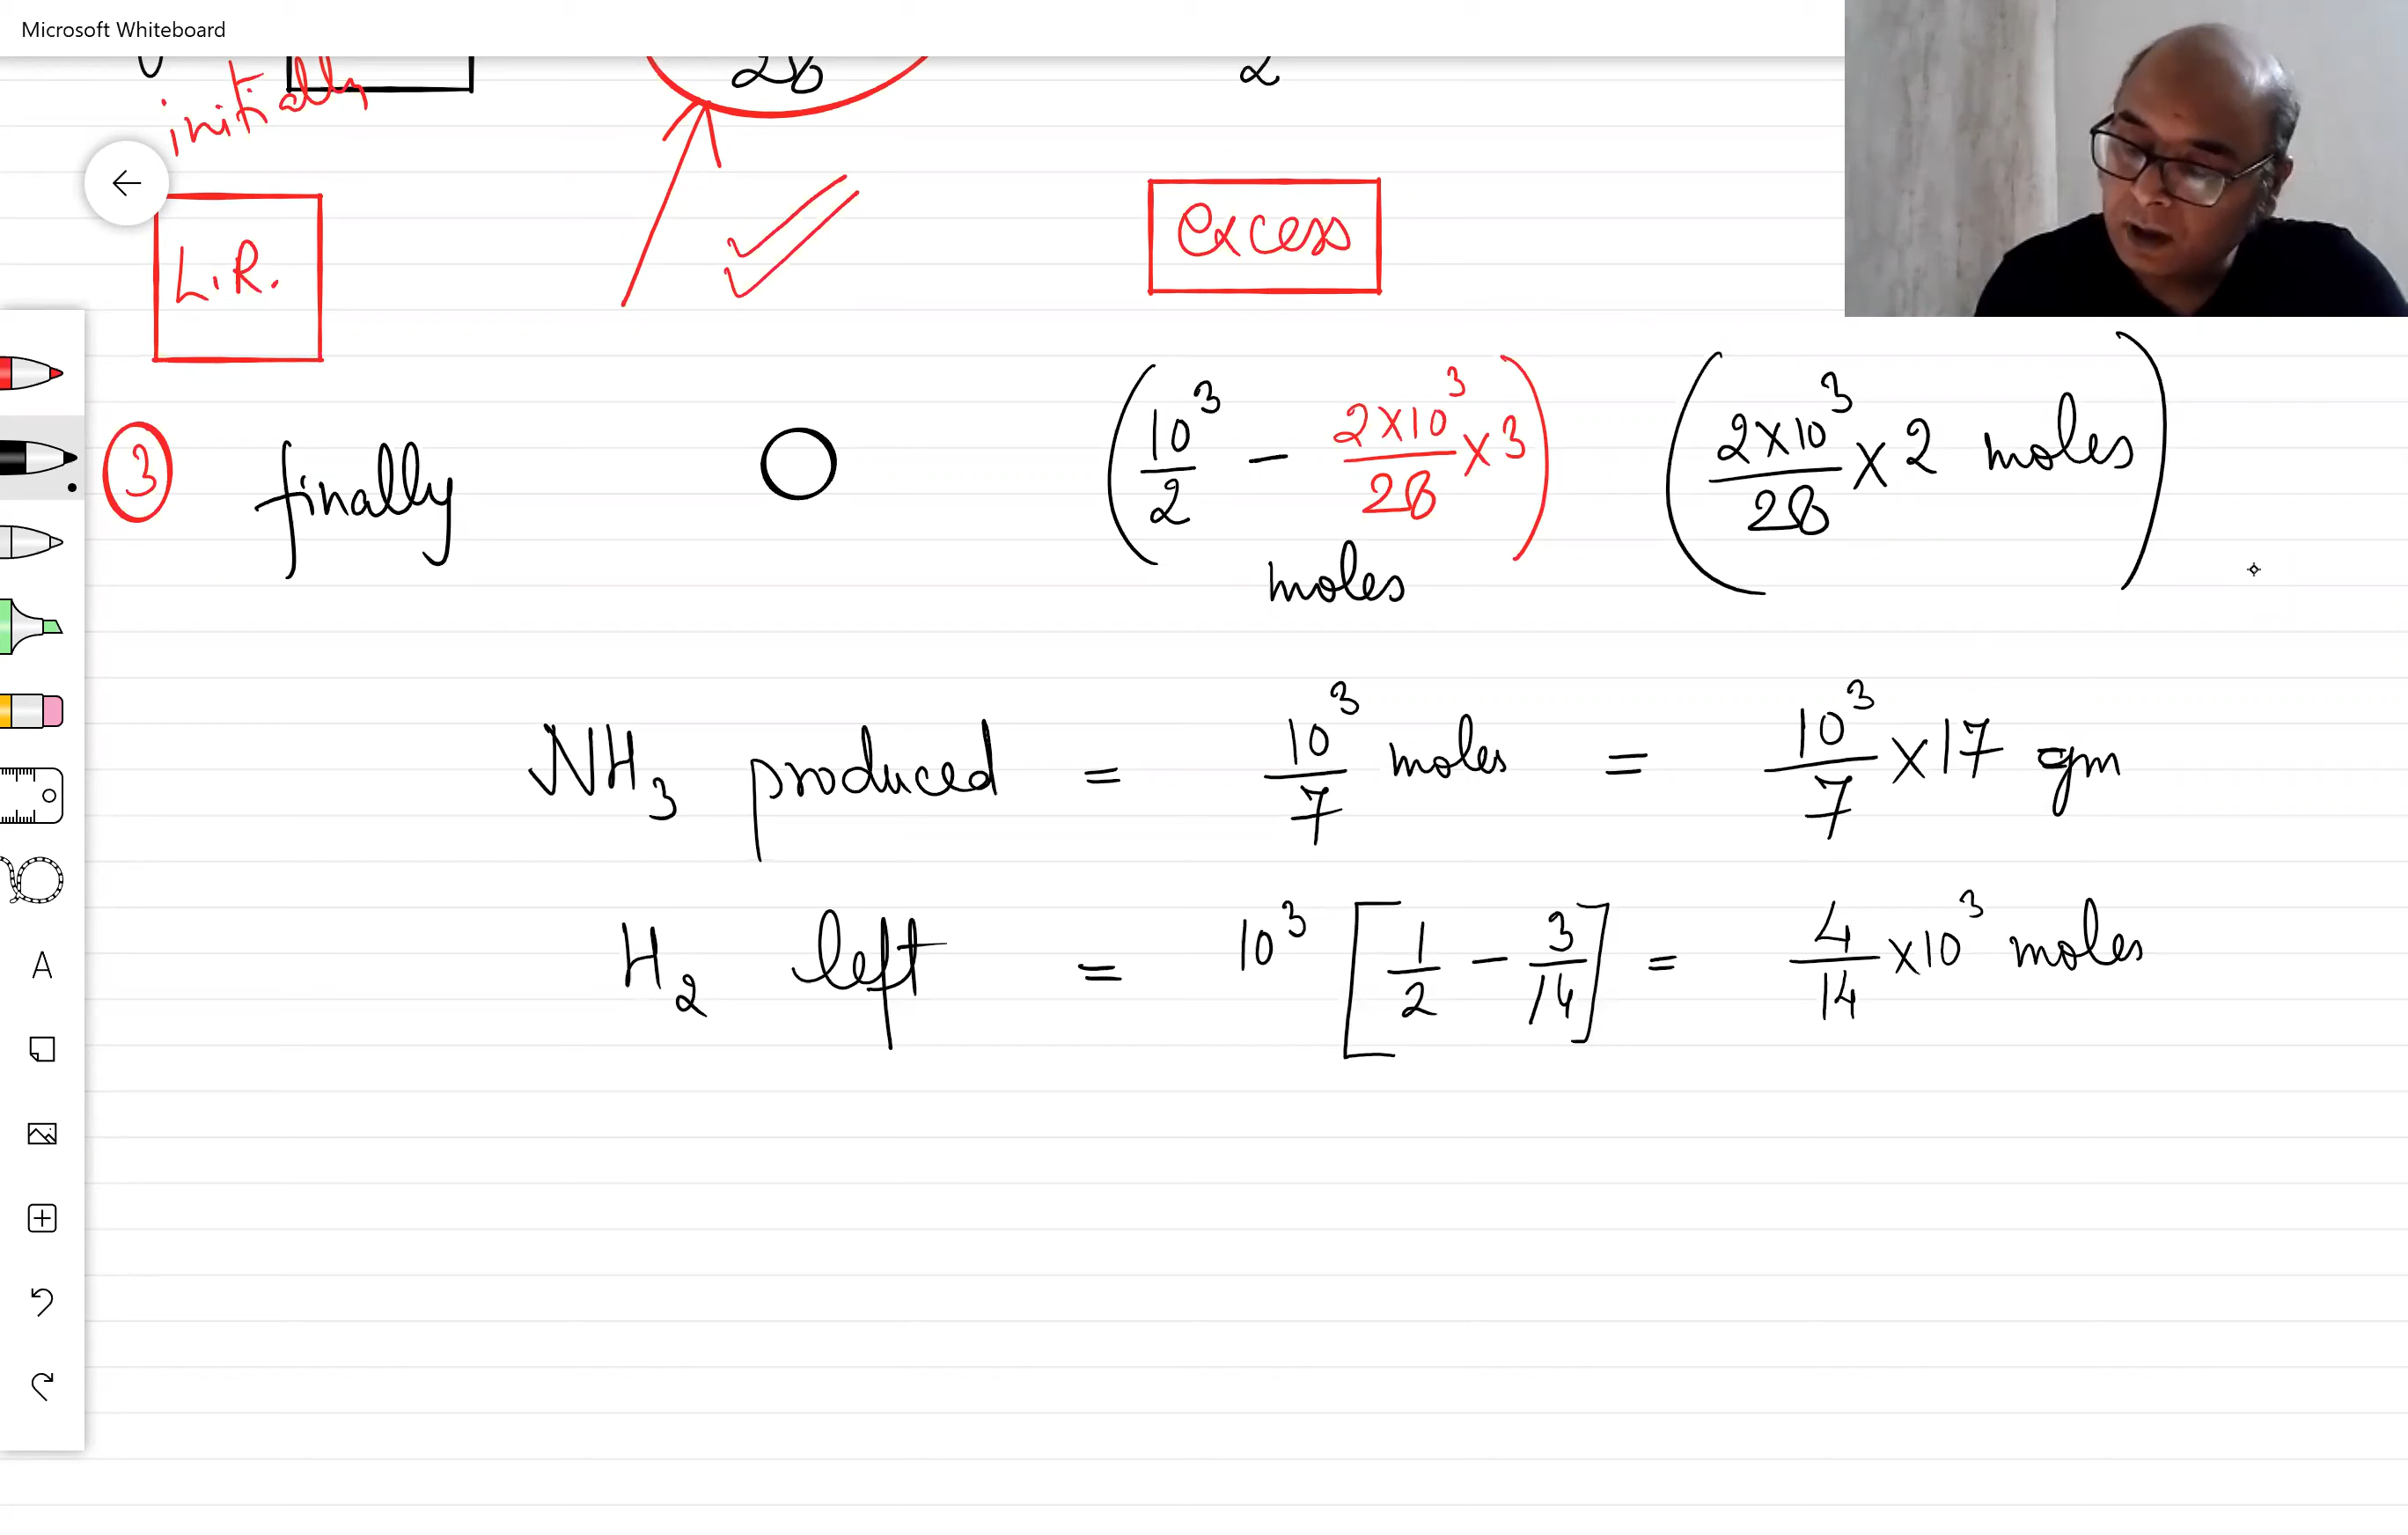 Microsoft Whiteboard
28 2
initially
L.R. excess
3 finally O (10³/2 - 2×10³/28 × 3) moles (2×10³/28 × 2 moles)
NH₃ produced = 10³/7 moles = 10³/7 × 17 gm
H₂ left = 10³ [1/2 - 3/14] = 4/14 × 10³ moles
A